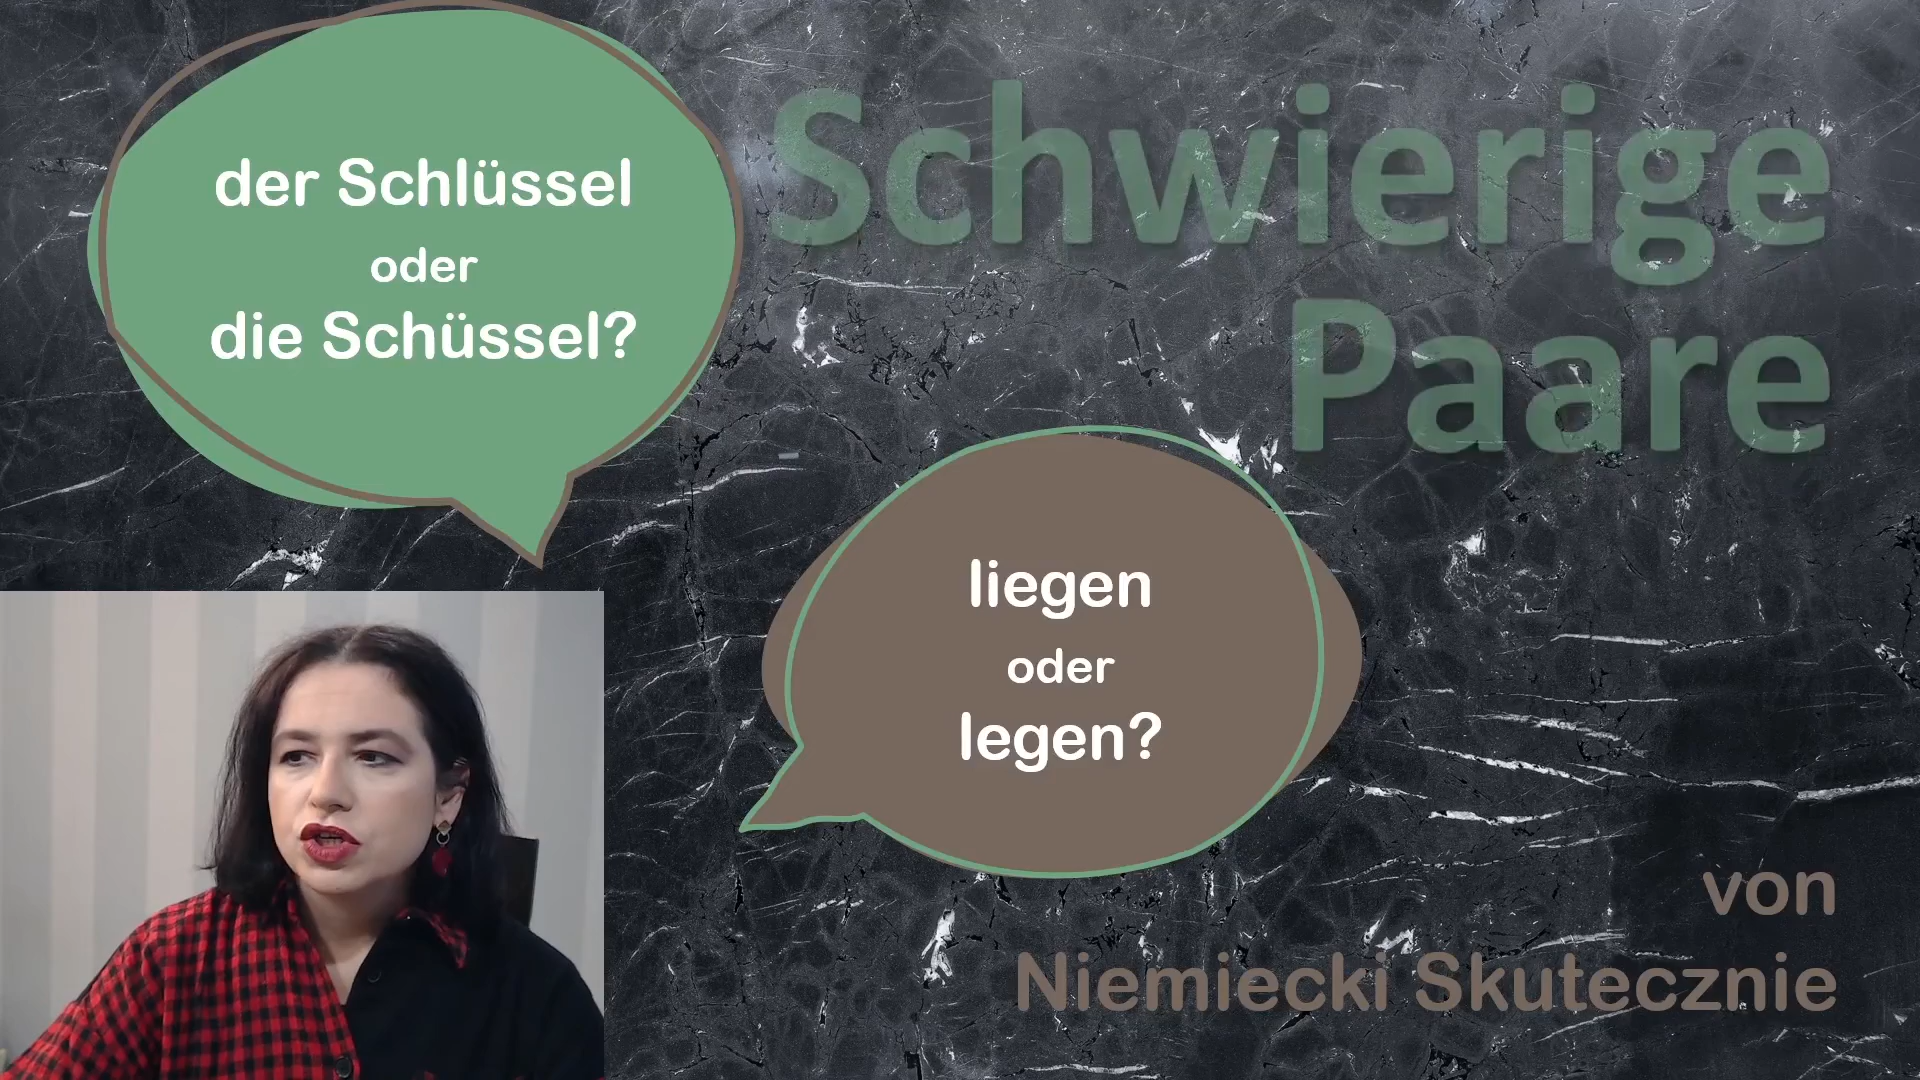 der Schlüssel
oder
die Schüssel?
Schwierige
Paare
liegen
oder
legen?
von
Niemiecki Skutecznie